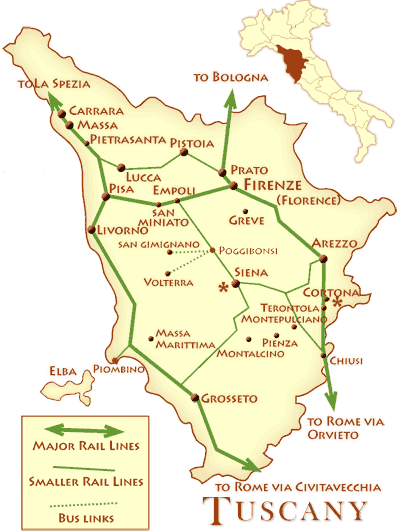 to La Spezia
to Bologna
Carrara
Massa
Pietrasanta
Pistoia
Lucca
Prato
Pisa
Empoli
Firenze
(Florence)
San
Miniato
Greve
Livorno
San Gimignano
Poggibonsi
Arezzo
Volterra
Siena
*
Cortona
*
Terontola
Montepulciano
Massa
Marittima
Pienza
Montalcino
Chiusi
Elba
Piombino
Grosseto
to Rome via
Orvieto
Major Rail Lines
Smaller Rail Lines
Bus links
to Rome via Civitavecchia
Tuscany